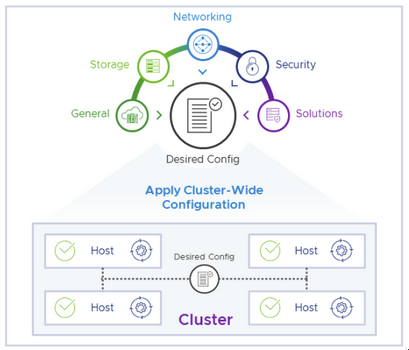 Networking
Storage
Security
General
Solutions
Desired Config
Apply Cluster-Wide
Configuration
Host
Desired Config
Host
Host
Host
Cluster